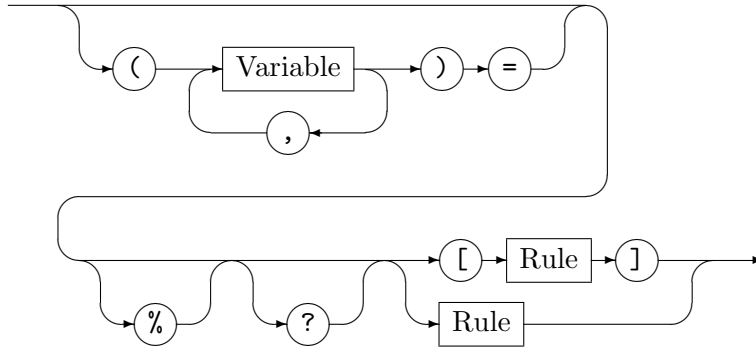 ( Variable ) =
,
[ Rule ]
% ? Rule